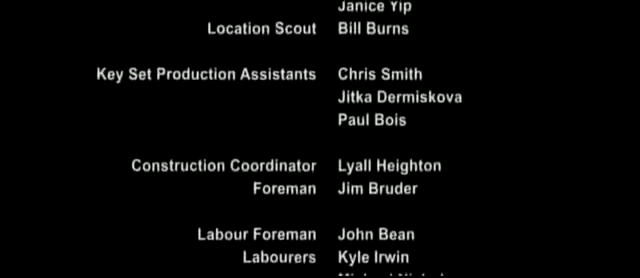 Janice Yip
Location Scout Bill Burns
Key Set Production Assistants Chris Smith
Jitka Dermiskova
Paul Bois
Construction Coordinator Lyall Heighton
Foreman Jim Bruder
Labour Foreman John Bean
Labourers Kyle Irwin